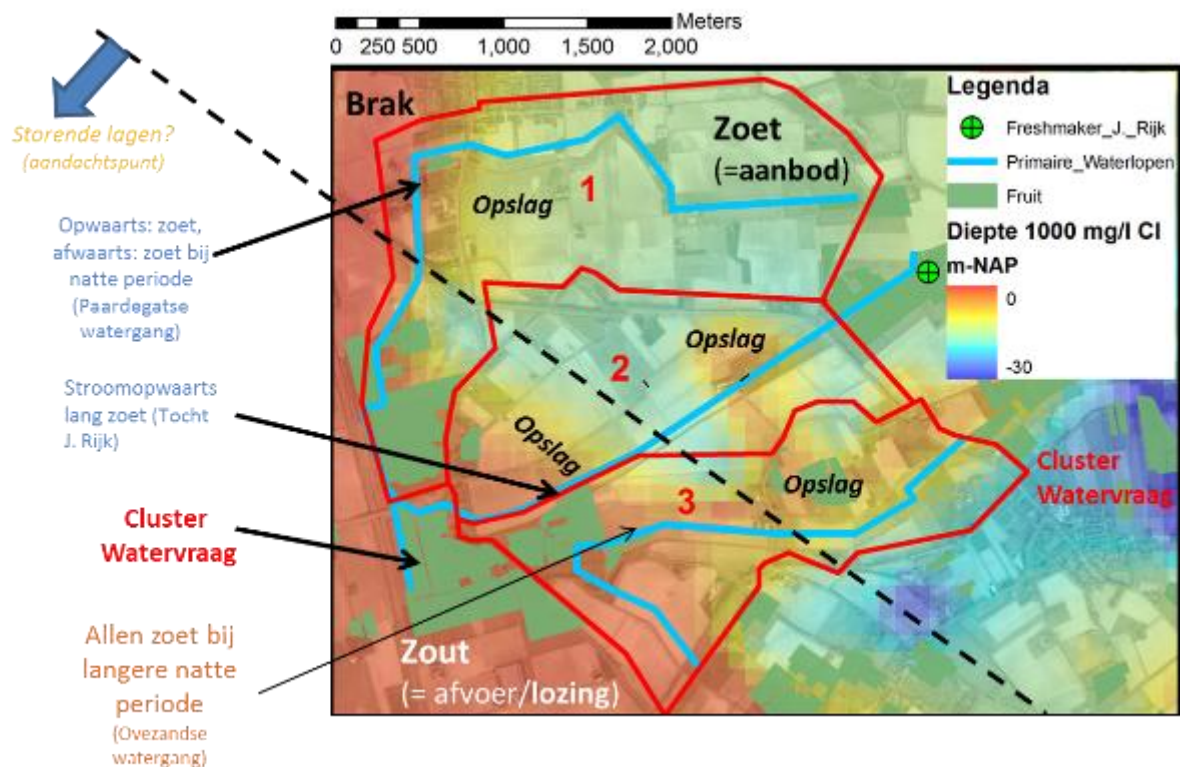 Meters
0 250 500 1,000 1,500 2,000
Storende lagen?
(aandachtspunt)
Opwaarts: zoet,
afwaarts: zoet bij
natte periode
(Paardegatse
watergang)
Stroomopwaarts
lang zoet (Tocht
J. Rijk)
Cluster
Watervraag
Allen zoet bij
langere natte
periode
(Ovezandse
watergang)
Brak
Zoet
(=aanbod)
1
Opslag
2
Opslag
Opslag
3
Opslag
Cluster
Watervraag
Zout
(= afvoer/lozing)
Legenda
Freshmaker_J._Rijk
Primaire_Waterlopen
Fruit
Diepte 1000 mg/l Cl
m-NAP
0
-30